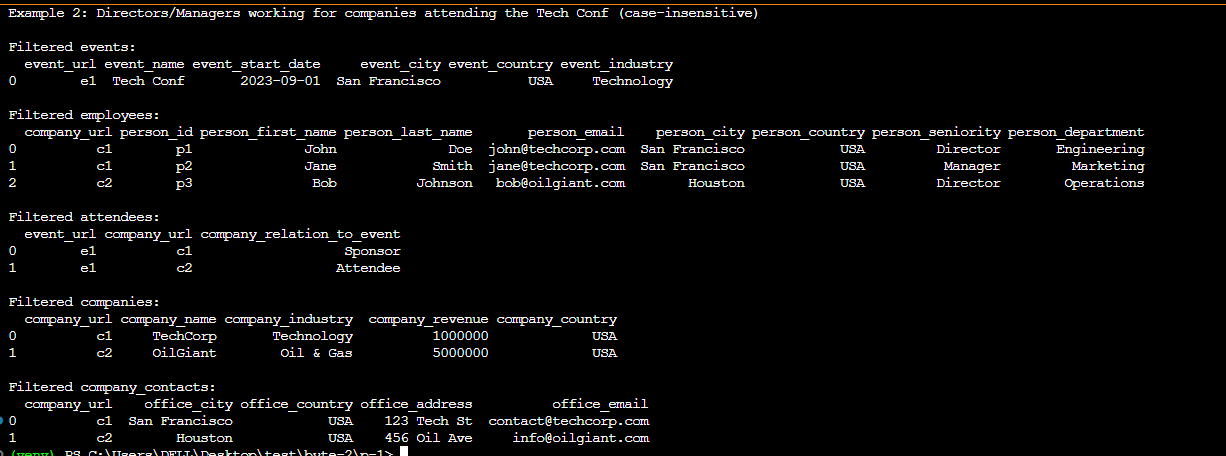 Example 2: Directors/Managers working for companies attending the Tech Conf (case-insensitive)
Filtered events:
event_url event_name event_start_date event_city event_country event_industry
0 e1 Tech Conf 2023-09-01 San Francisco USA Technology
Filtered employees:
company_url person_id person_first_name person_last_name person_email person_city person_country person_seniority person_department
0 c1 p1 John Doe john@techcorp.com San Francisco USA Director Engineering
1 c1 p2 Jane Smith jane@techcorp.com San Francisco USA Manager Marketing
2 c2 p3 Bob Johnson bob@oilgiant.com Houston USA Director Operations
Filtered attendees:
event_url company_url company_relation_to_event
0 e1 c1 Sponsor
1 e1 c2 Attendee
Filtered companies:
company_url company_name company_industry company_revenue company_country
0 c1 TechCorp Technology 1000000 USA
1 c2 OilGiant Oil & Gas 5000000 USA
Filtered company_contacts:
company_url office_city office_country office_address office_email
0 c1 San Francisco USA 123 Tech St contact@techcorp.com
1 c2 Houston USA 456 Oil Ave info@oilgiant.com
(venv) PS C:\Users\DELL\Desktop\test\byte-2\p-1>